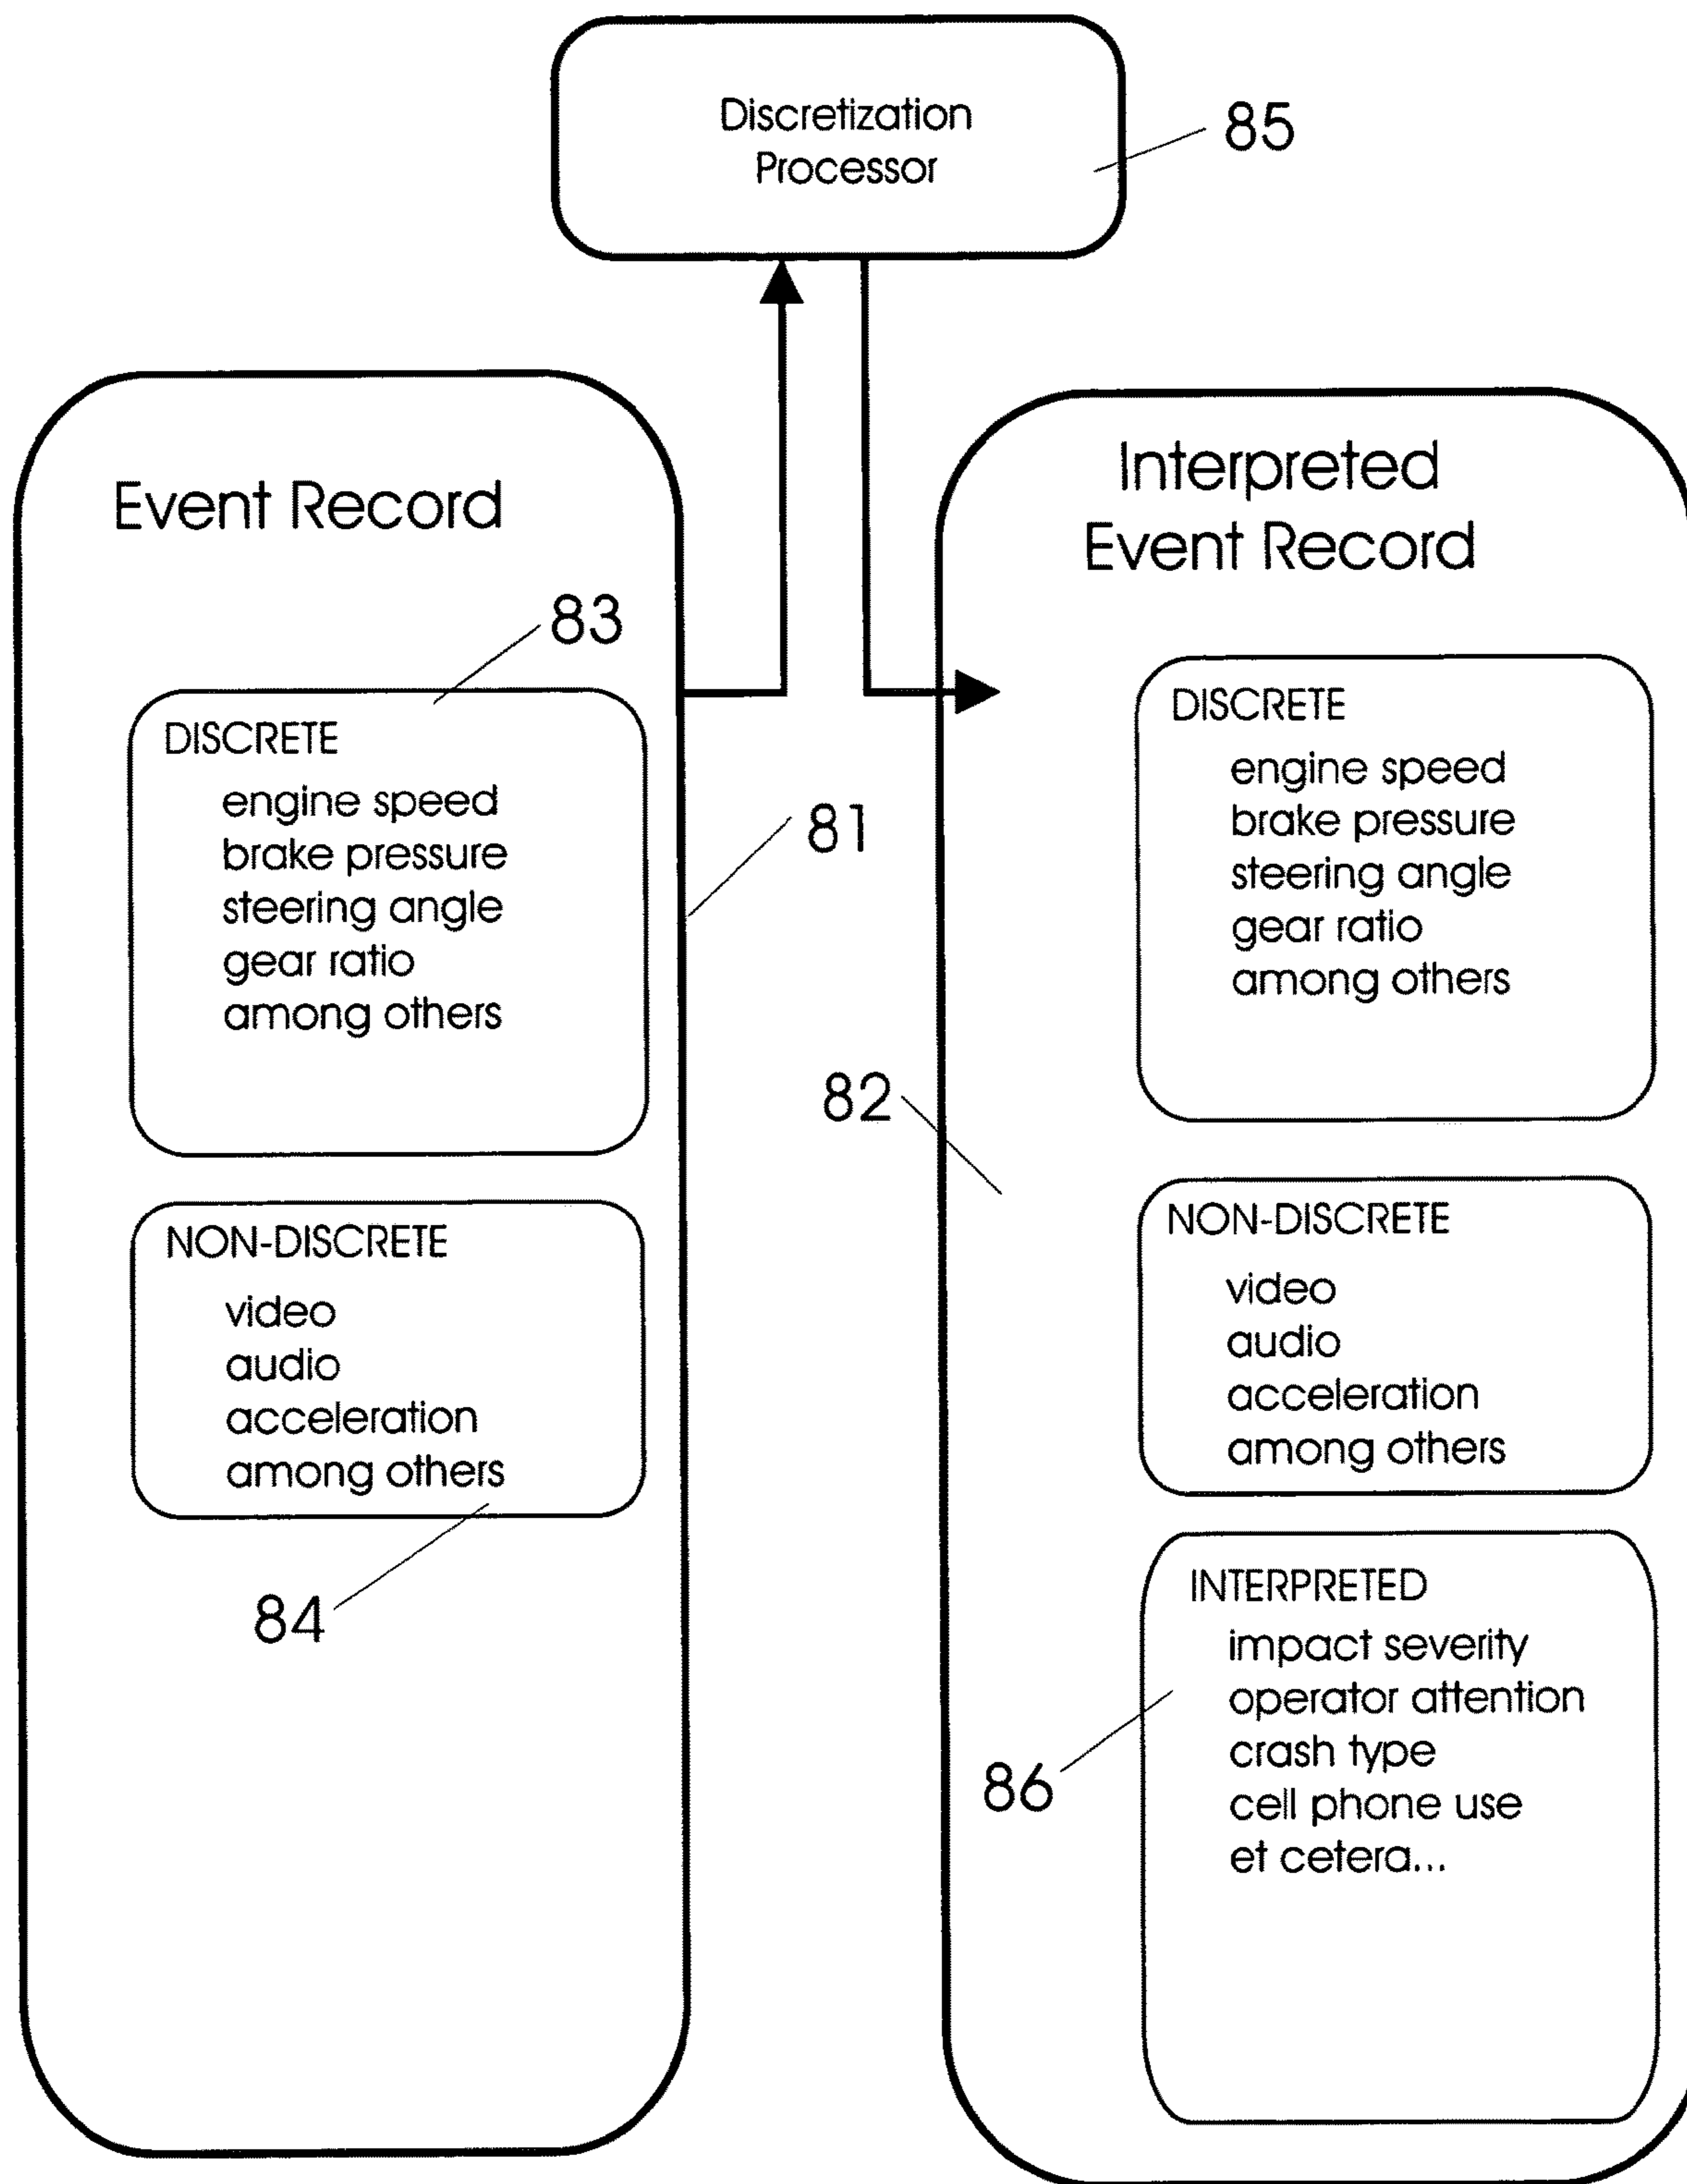 Discretization
Processor
85
Event Record
83
DISCRETE
engine speed
brake pressure
steering angle
gear ratio
among others
81
NON-DISCRETE
video
audio
acceleration
among others
84
Interpreted
Event Record
DISCRETE
engine speed
brake pressure
steering angle
gear ratio
among others
82
NON-DISCRETE
video
audio
acceleration
among others
INTERPRETED
impact severity
operator attention
crash type
cell phone use
et cetera...
86